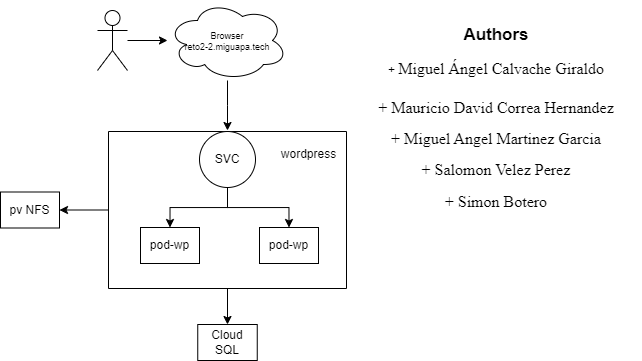 Browser
reto2-2.miguapa.tech
Authors
+ Miguel Ángel Calvache Giraldo
+ Mauricio David Correa Hernandez
+ Miguel Angel Martinez Garcia
+ Salomon Velez Perez
+ Simon Botero
SVC
wordpress
pv NFS
pod-wp
pod-wp
Cloud
SQL